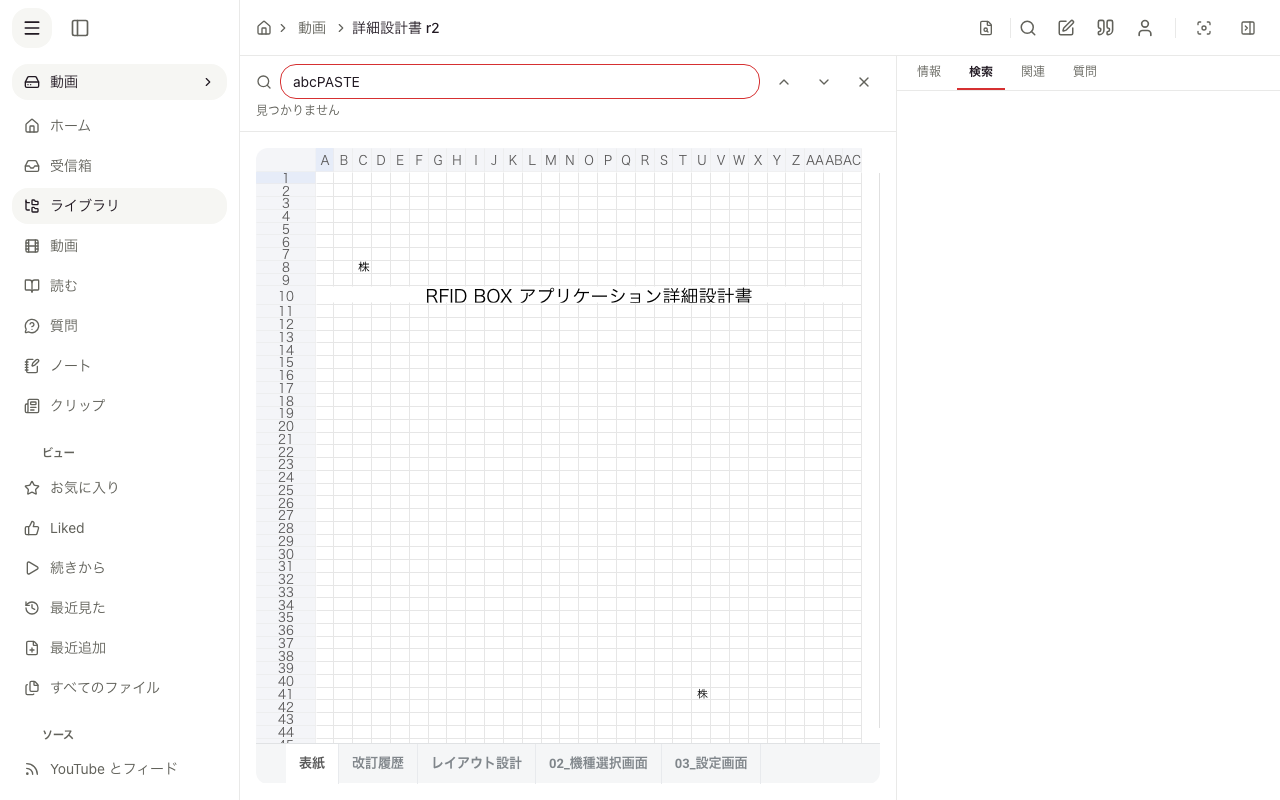 動画
詳細設計書 r2
動画
ホーム
受信箱
ライブラリ
動画
読む
質問
ノート
クリップ
ビュー
お気に入り
Liked
続きから
最近見た
最近追加
すべてのファイル
ソース
YouTube とフィード
abcPASTE
見つかりません
情報 検索 関連 質問
A B C D E F G H I J K L M N O P Q R S T U V W X Y Z AA AB AC
1
2
3
4
5
6
7
8 株
9
10 RFID BOX アプリケーション詳細設計書
11
12
13
14
15
16
17
18
19
20
21
22
23
24
25
26
27
28
29
30
31
32
33
34
35
36
37
38
39
40
41 株
42
43
44
45
表紙 改訂履歴 レイアウト設計 02_機種選択画面 03_設定画面